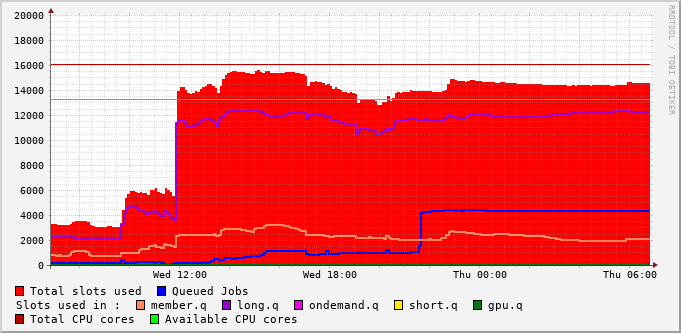 20000
18000
16000
14000
12000
10000
8000
6000
4000
2000
0
Wed 12:00 Wed 18:00 Thu 00:00 Thu 06:00
RRDTOOL / TOBI OETIKER
Total slots used Queued Jobs
Slots used in : member.q long.q ondemand.q short.q gpu.q
Total CPU cores Available CPU cores